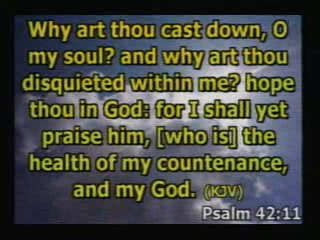 Why art thou cast down, O
my soul? and why art thou
disquieted within me? hope
thou in God: for I shall yet
praise him, [who is] the
health of my countenance,
and my God. (KJV)
Psalm 42:11